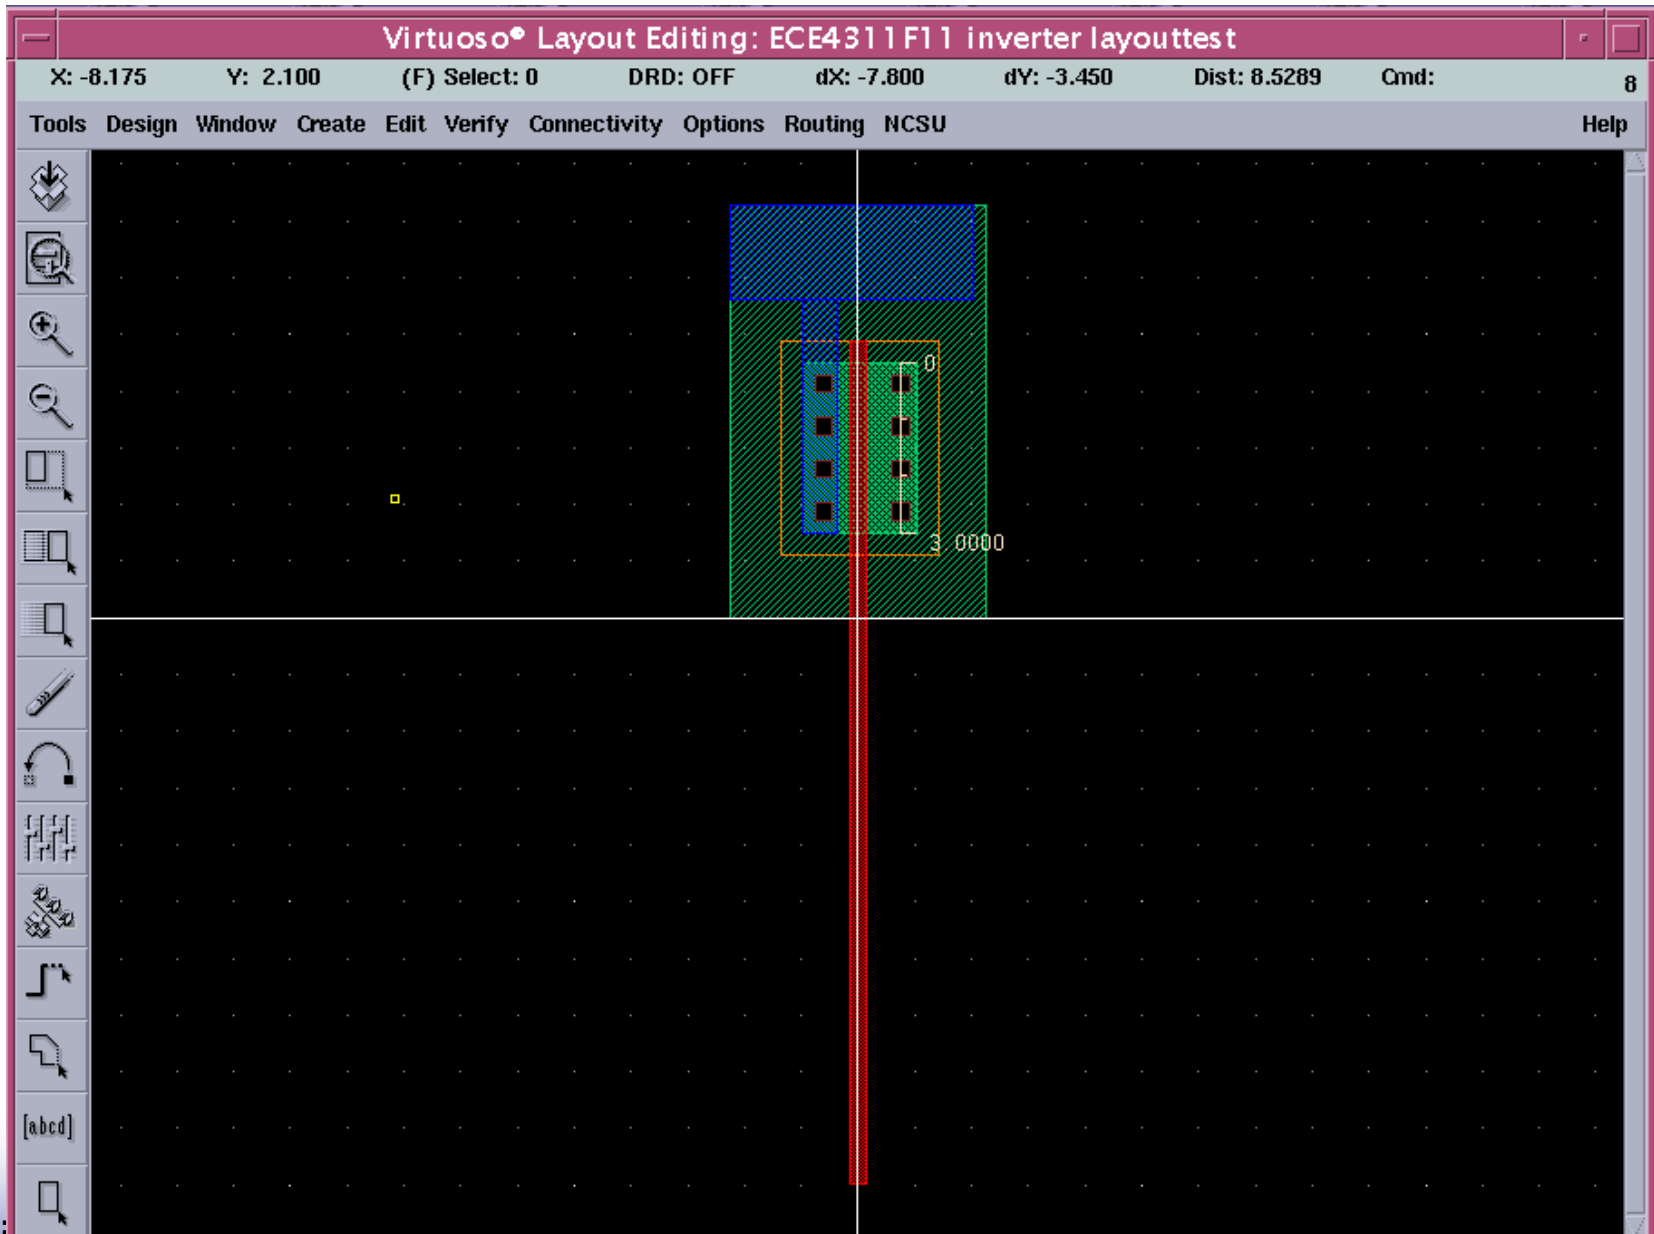 Virtuoso® Layout Editing: ECE4311F11 inverter layouttest
X: -8.175 Y: 2.100 (F) Select: 0 DRD: OFF dX: -7.800 dY: -3.450 Dist: 8.5289 Cmd: 8
Tools Design Window Create Edit Verify Connectivity Options Routing NCSU Help
0
3 0000
[abcd]